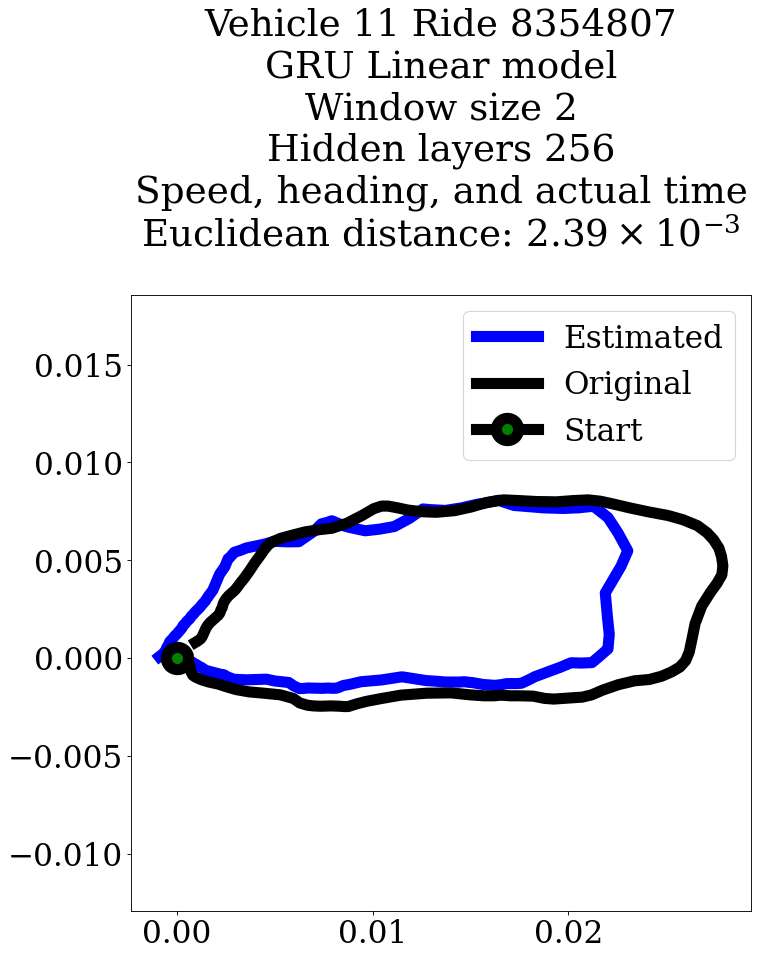 Vehicle 11 Ride 8354807
GRU Linear model
Window size 2
Hidden layers 256
Speed, heading, and actual time
Euclidean distance: 2.39 × 10⁻³
Estimated
Original
Start
0.015
0.010
0.005
0.000
−0.005
−0.010
0.00 0.01 0.02